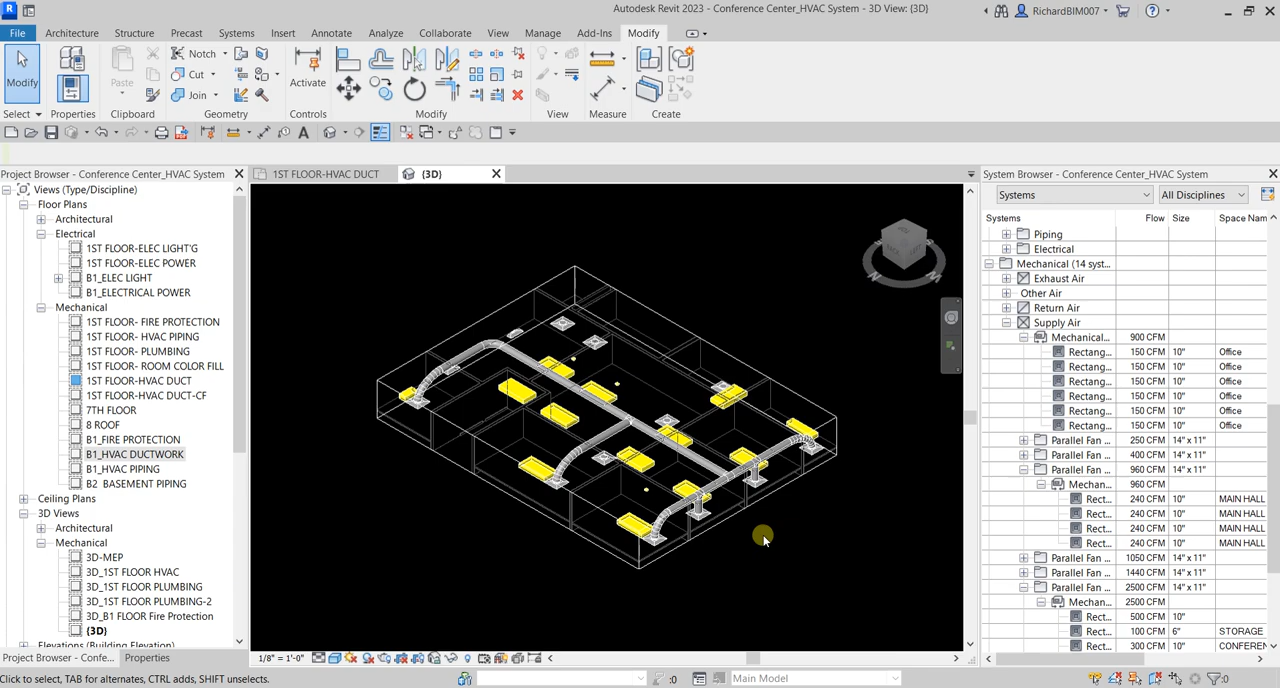 Autodesk Revit 2023 - Conference Center_HVAC System - 3D View: {3D}
RichardBIM007
File Architecture Structure Precast Systems Insert Annotate Analyze Collaborate View Manage Add-Ins Modify
Modify
Paste
Notch
Cut
Join
Activate
Select Properties Clipboard Geometry Controls Modify View Measure Create
Project Browser - Conference Center_HVAC System
Views (Type/Discipline)
Floor Plans
Architectural
Electrical
1ST FLOOR-ELEC LIGHT'G
1ST FLOOR-ELEC POWER
B1_ELEC LIGHT
B1_ELECTRICAL POWER
Mechanical
1ST FLOOR- FIRE PROTECTION
1ST FLOOR- HVAC PIPING
1ST FLOOR- PLUMBING
1ST FLOOR- ROOM COLOR FILL
1ST FLOOR-HVAC DUCT
1ST FLOOR-HVAC DUCT-CF
7TH FLOOR
8 ROOF
B1_FIRE PROTECTION
B1_HVAC DUCTWORK
B1_HVAC PIPING
B2 BASEMENT PIPING
Ceiling Plans
3D Views
Architectural
Mechanical
3D-MEP
3D_1ST FLOOR HVAC
3D_1ST FLOOR PLUMBING
3D_1ST FLOOR PLUMBING-2
3D_B1 FLOOR Fire Protection
{3D}
Elevations (Building Elevation)
Project Browser - Confe... Properties
1ST FLOOR-HVAC DUCT
{3D}
N
1/8" = 1'-0"
System Browser - Conference Center_HVAC System
Systems All Disciplines
Systems Flow Size Space Nam
Piping
Electrical
Mechanical (14 syst...
Exhaust Air
Other Air
Return Air
Supply Air
Mechanical... 900 CFM
Rectang... 150 CFM 10" Office
Rectang... 150 CFM 10" Office
Rectang... 150 CFM 10" Office
Rectang... 150 CFM 10" Office
Rectang... 150 CFM 10" Office
Rectang... 150 CFM 10" Office
Parallel Fan ... 250 CFM 14" x 11"
Parallel Fan ... 400 CFM 14" x 11"
Parallel Fan ... 960 CFM 14" x 11"
Mechan... 960 CFM
Rect... 240 CFM 10" MAIN HALL
Rect... 240 CFM 10" MAIN HALL
Rect... 240 CFM 10" MAIN HALL
Rect... 240 CFM 10" MAIN HALL
Parallel Fan ... 1050 CFM 14" x 11"
Parallel Fan ... 1440 CFM 14" x 11"
Parallel Fan ... 2500 CFM 14" x 11"
Mechan... 2500 CFM
Rect... 500 CFM 10"
Rect... 100 CFM 6" STORAGE
Rect... 300 CFM 10" CONFEREN
Click to select, TAB for alternates, CTRL adds, SHIFT unselects.
:0
Main Model
:0